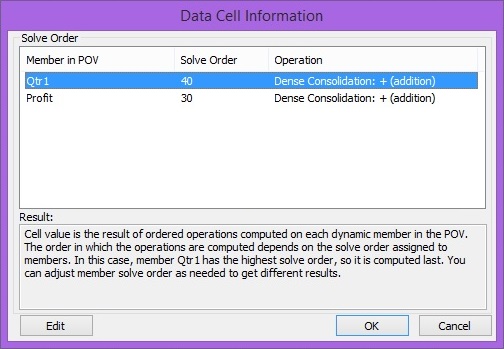 Data Cell Information
Solve Order
Member in POV Solve Order Operation
Qtr1 40 Dense Consolidation: + (addition)
Profit 30 Dense Consolidation: + (addition)
Result:
Cell value is the result of ordered operations computed on each dynamic member in the POV.
The order in which the operations are computed depends on the solve order assigned to
members. In this case, member Qtr1 has the highest solve order, so it is computed last. You
can adjust member solve order as needed to get different results.
Edit OK Cancel